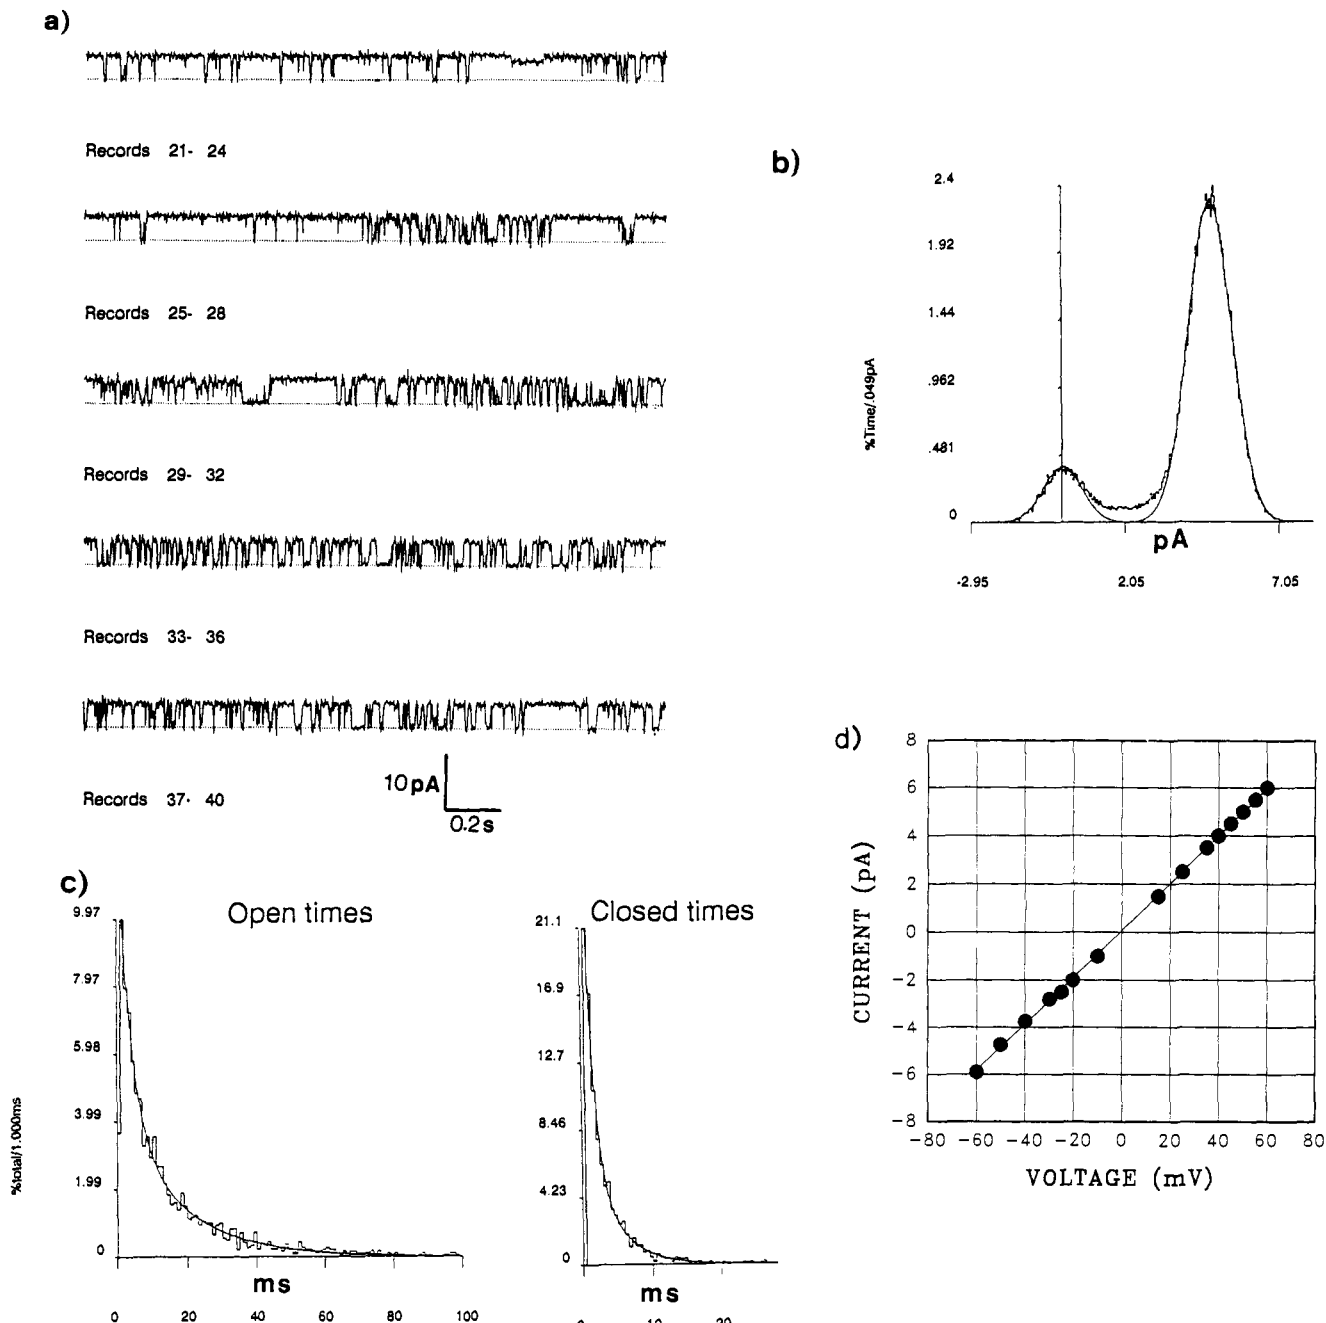 a)
Records 21- 24
Records 25- 28
Records 29- 32
Records 33- 36
Records 37- 40
10pA
0.2s
b)
2.4
1.92
1.44
.962
.481
0
%Time/.049pA
pA
-2.95 2.05 7.05
c)
Open times
9.97
7.97
5.98
3.99
1.99
0
%total/1.000ms
ms
0 20 40 60 80 100
Closed times
21.1
16.9
12.7
8.46
4.23
0
ms
d)
8
6
4
2
0
-2
-4
-6
-8
CURRENT (pA)
-80 -60 -40 -20 0 20 40 60 80
VOLTAGE (mV)